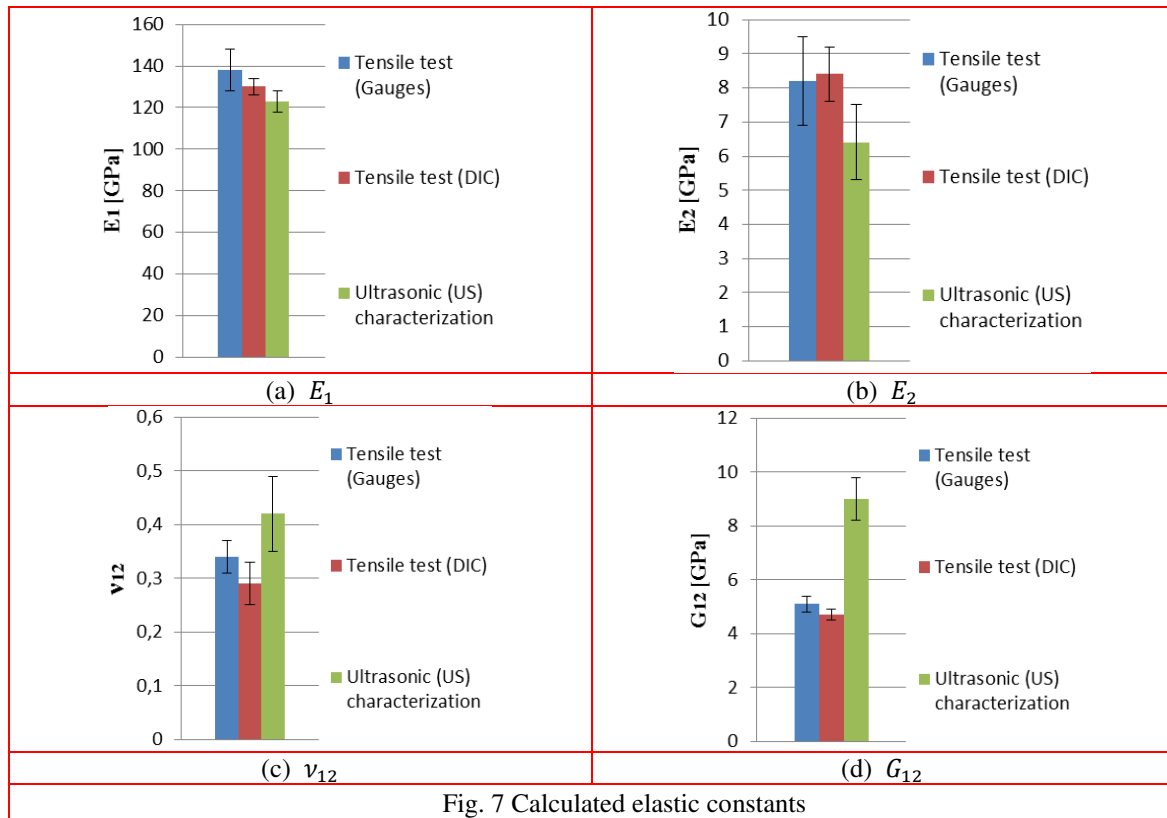 160
140
120
100
80
60
40
20
0
E1 [GPa]
Tensile test
(Gauges)
Tensile test (DIC)
Ultrasonic (US)
characterization
(a) E1
10
9
8
7
6
5
4
3
2
1
0
E2 [GPa]
Tensile test
(Gauges)
Tensile test (DIC)
Ultrasonic (US)
characterization
(b) E2
0,6
0,5
0,4
0,3
0,2
0,1
0
ν12
Tensile test
(Gauges)
Tensile test (DIC)
Ultrasonic (US)
characterization
(c) ν12
12
10
8
6
4
2
0
G12 [GPa]
Tensile test
(Gauges)
Tensile test (DIC)
Ultrasonic (US)
characterization
(d) G12
Fig. 7 Calculated elastic constants